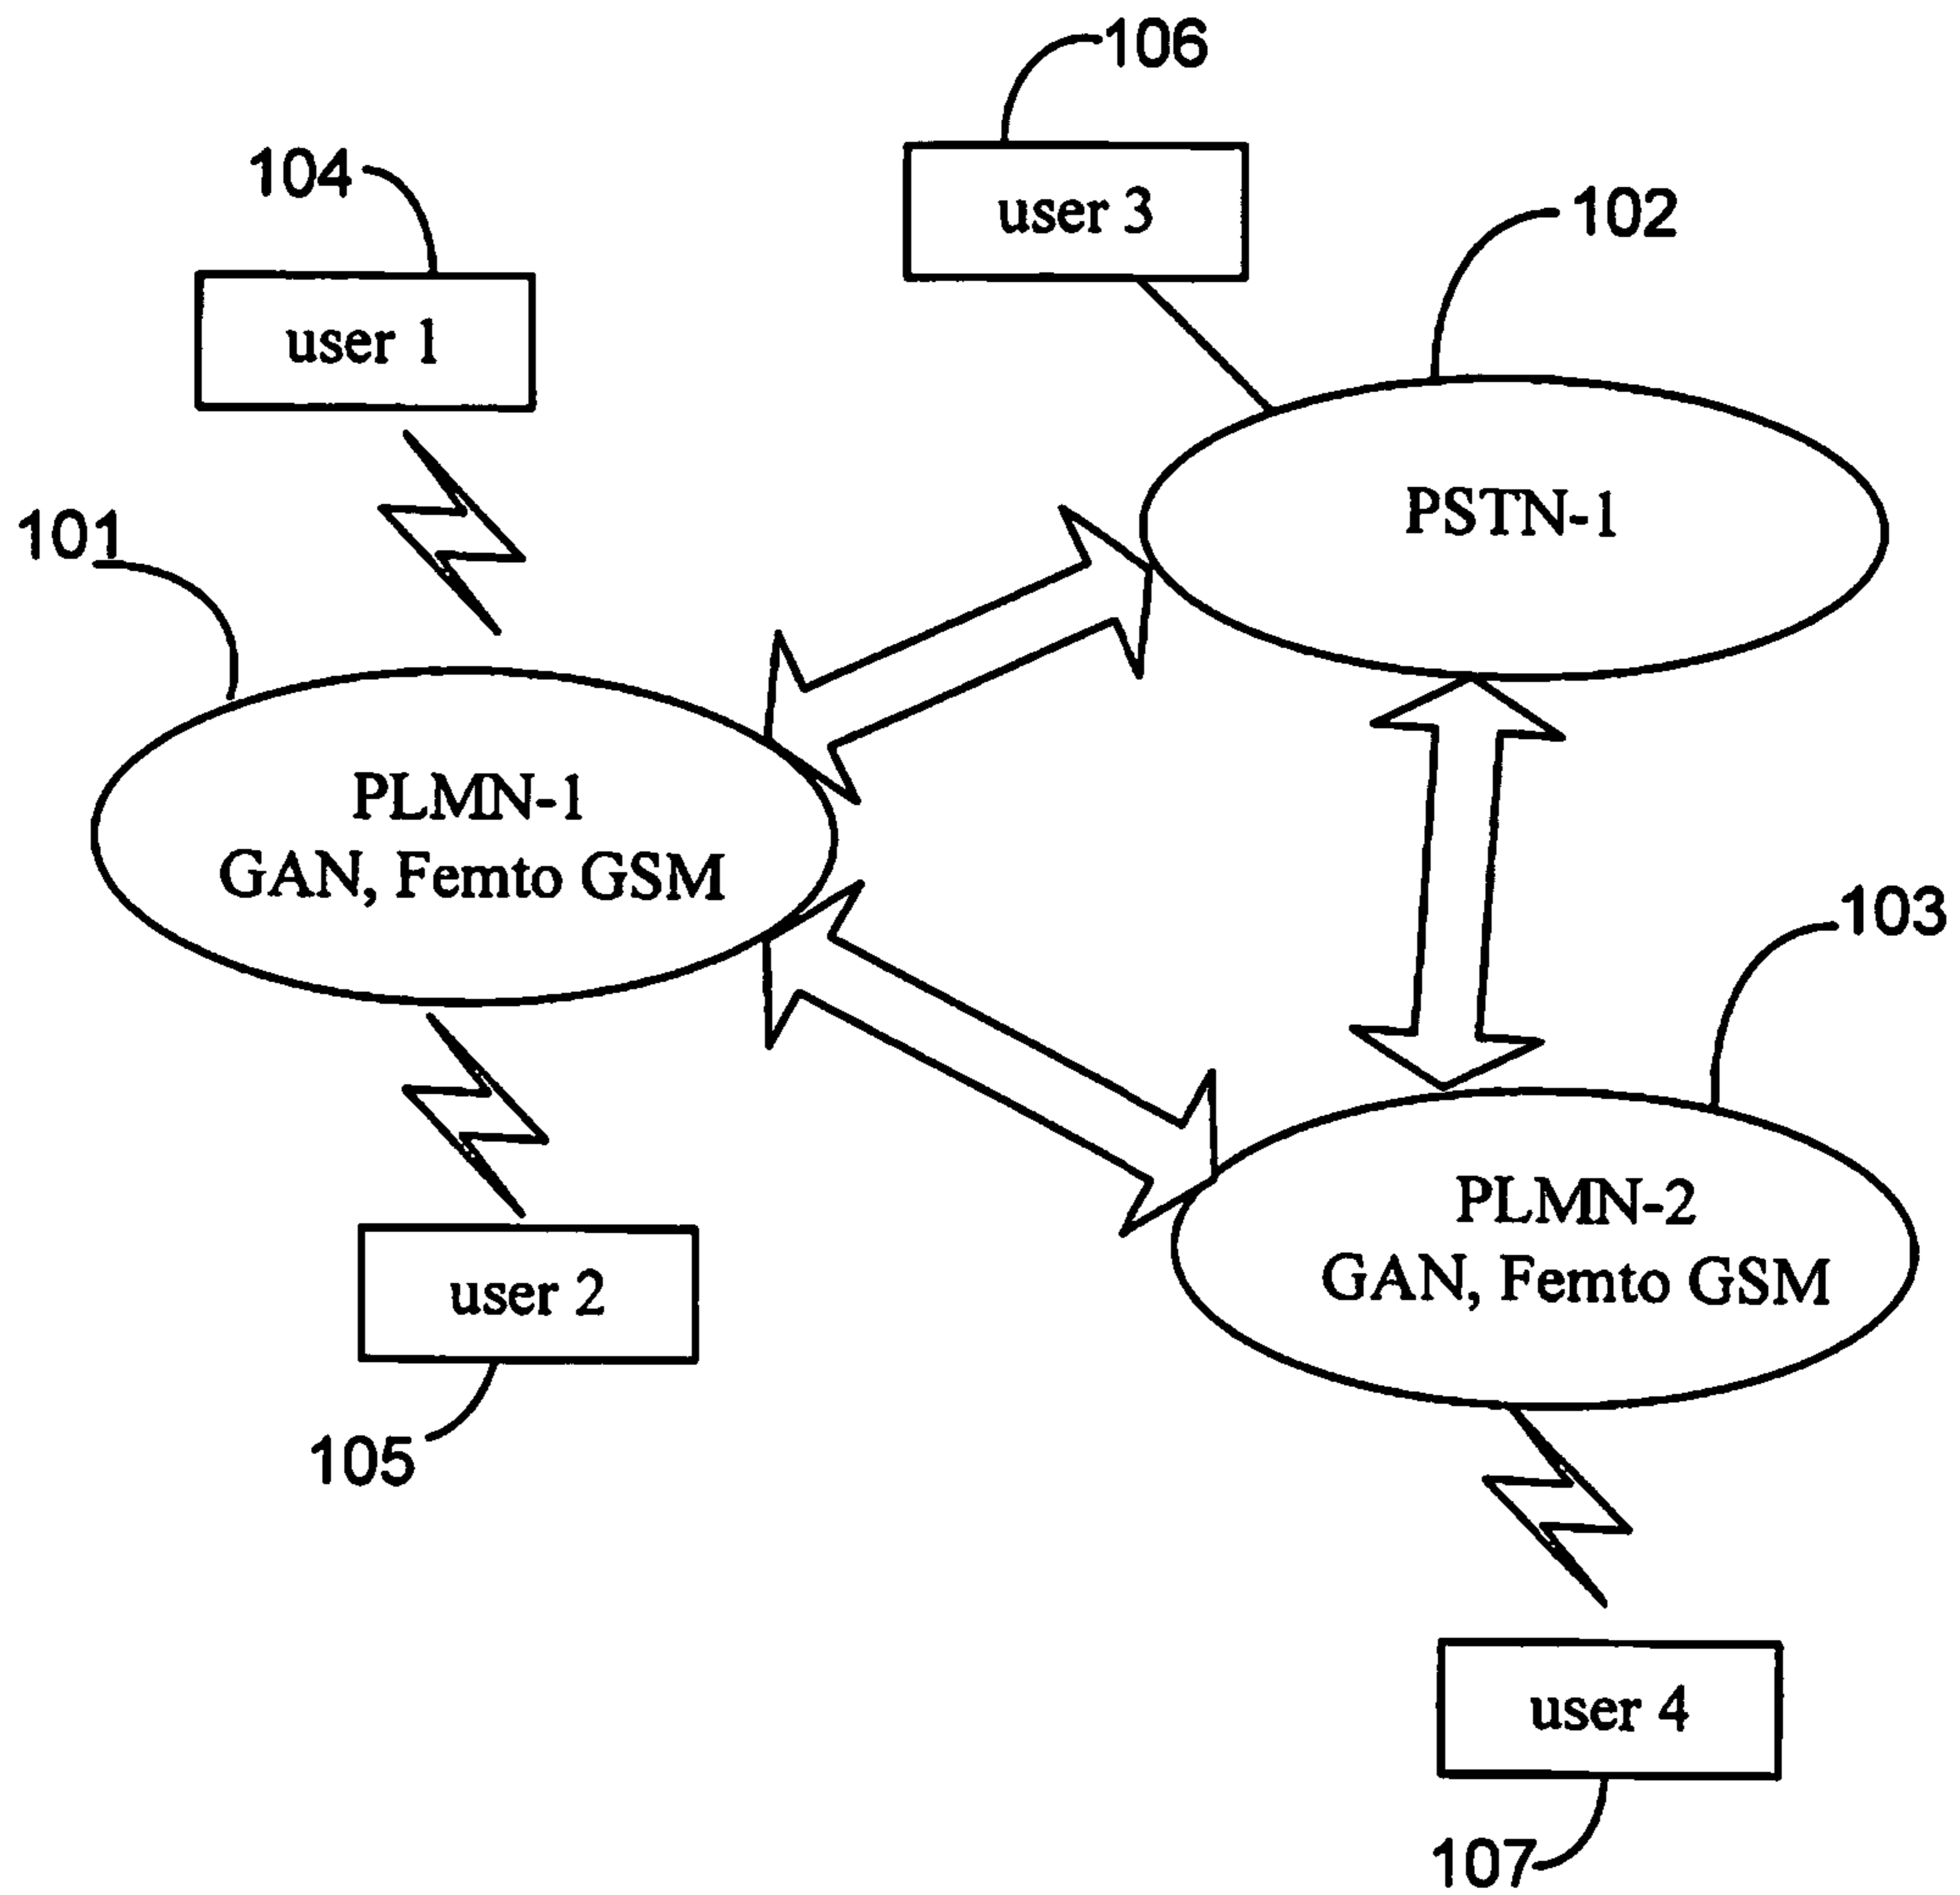 106
104
user 3
102
user 1
PSTN-1
101
PLMN-1
GAN, Femto GSM
103
PLMN-2
GAN, Femto GSM
user 2
105
user 4
107